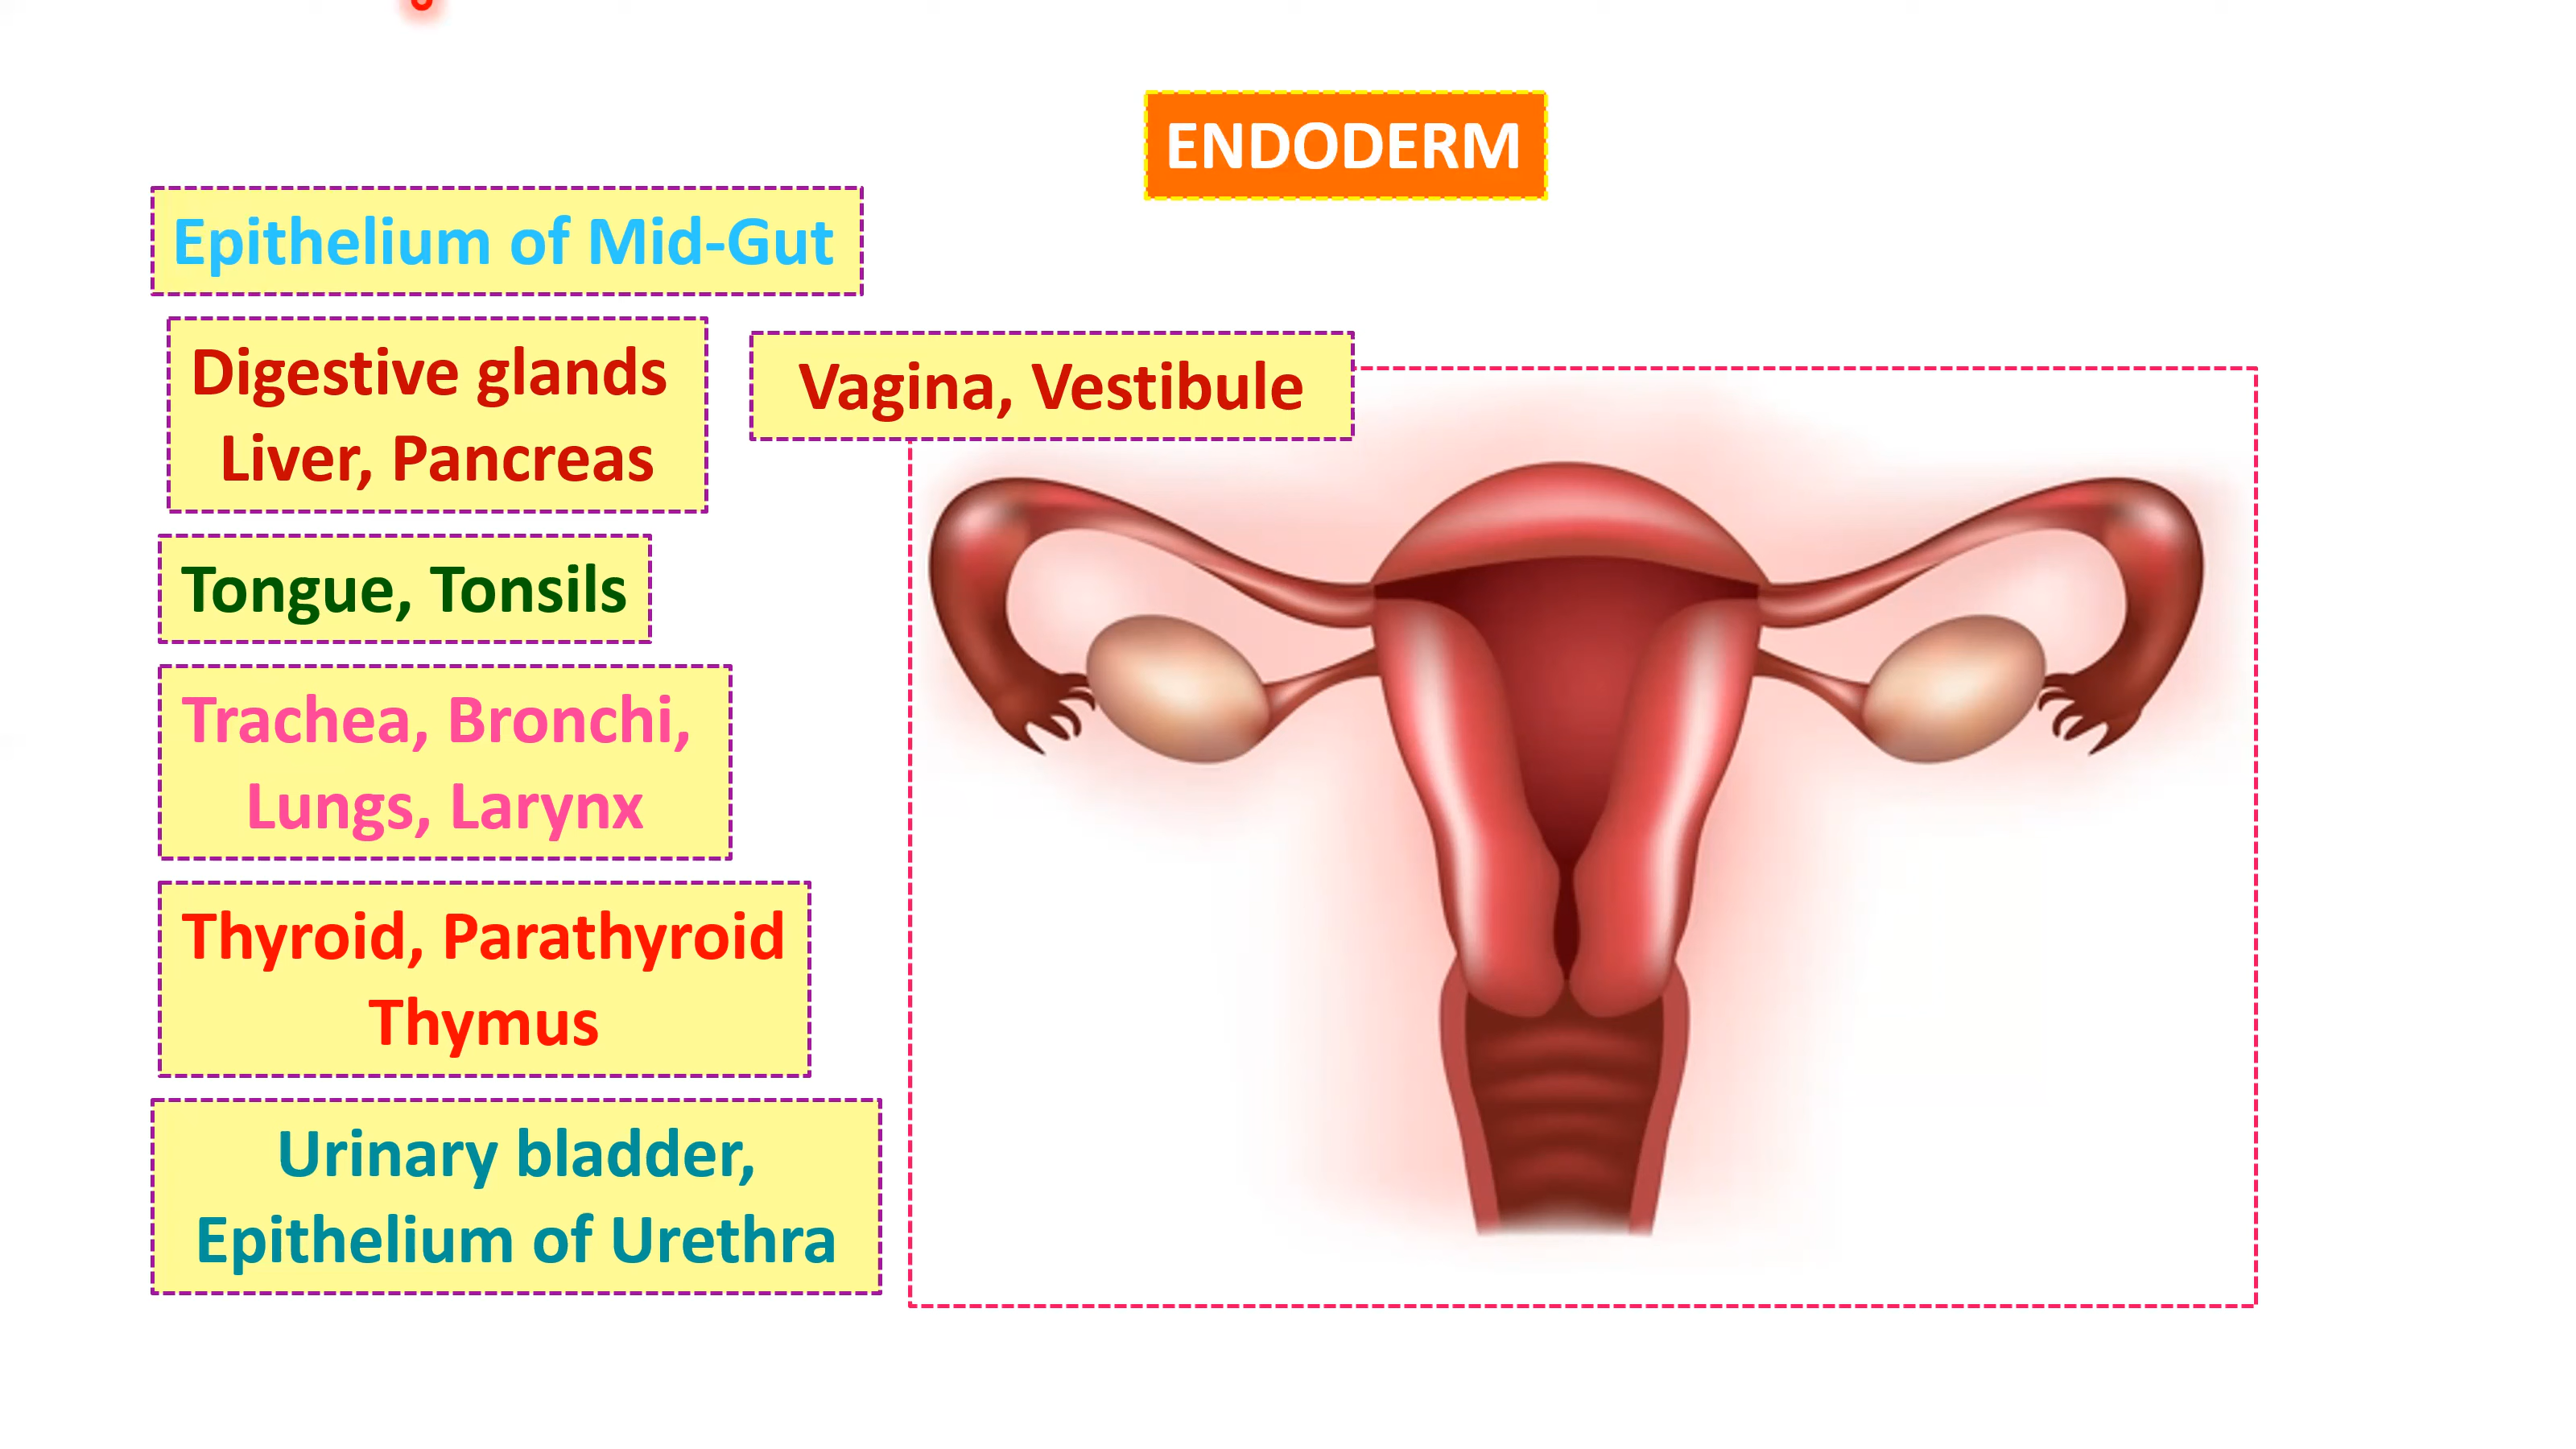 ENDODERM
Epithelium of Mid-Gut
Digestive glands
Liver, Pancreas
Vagina, Vestibule
Tongue, Tonsils
Trachea, Bronchi,
Lungs, Larynx
Thyroid, Parathyroid
Thymus
Urinary bladder,
Epithelium of Urethra